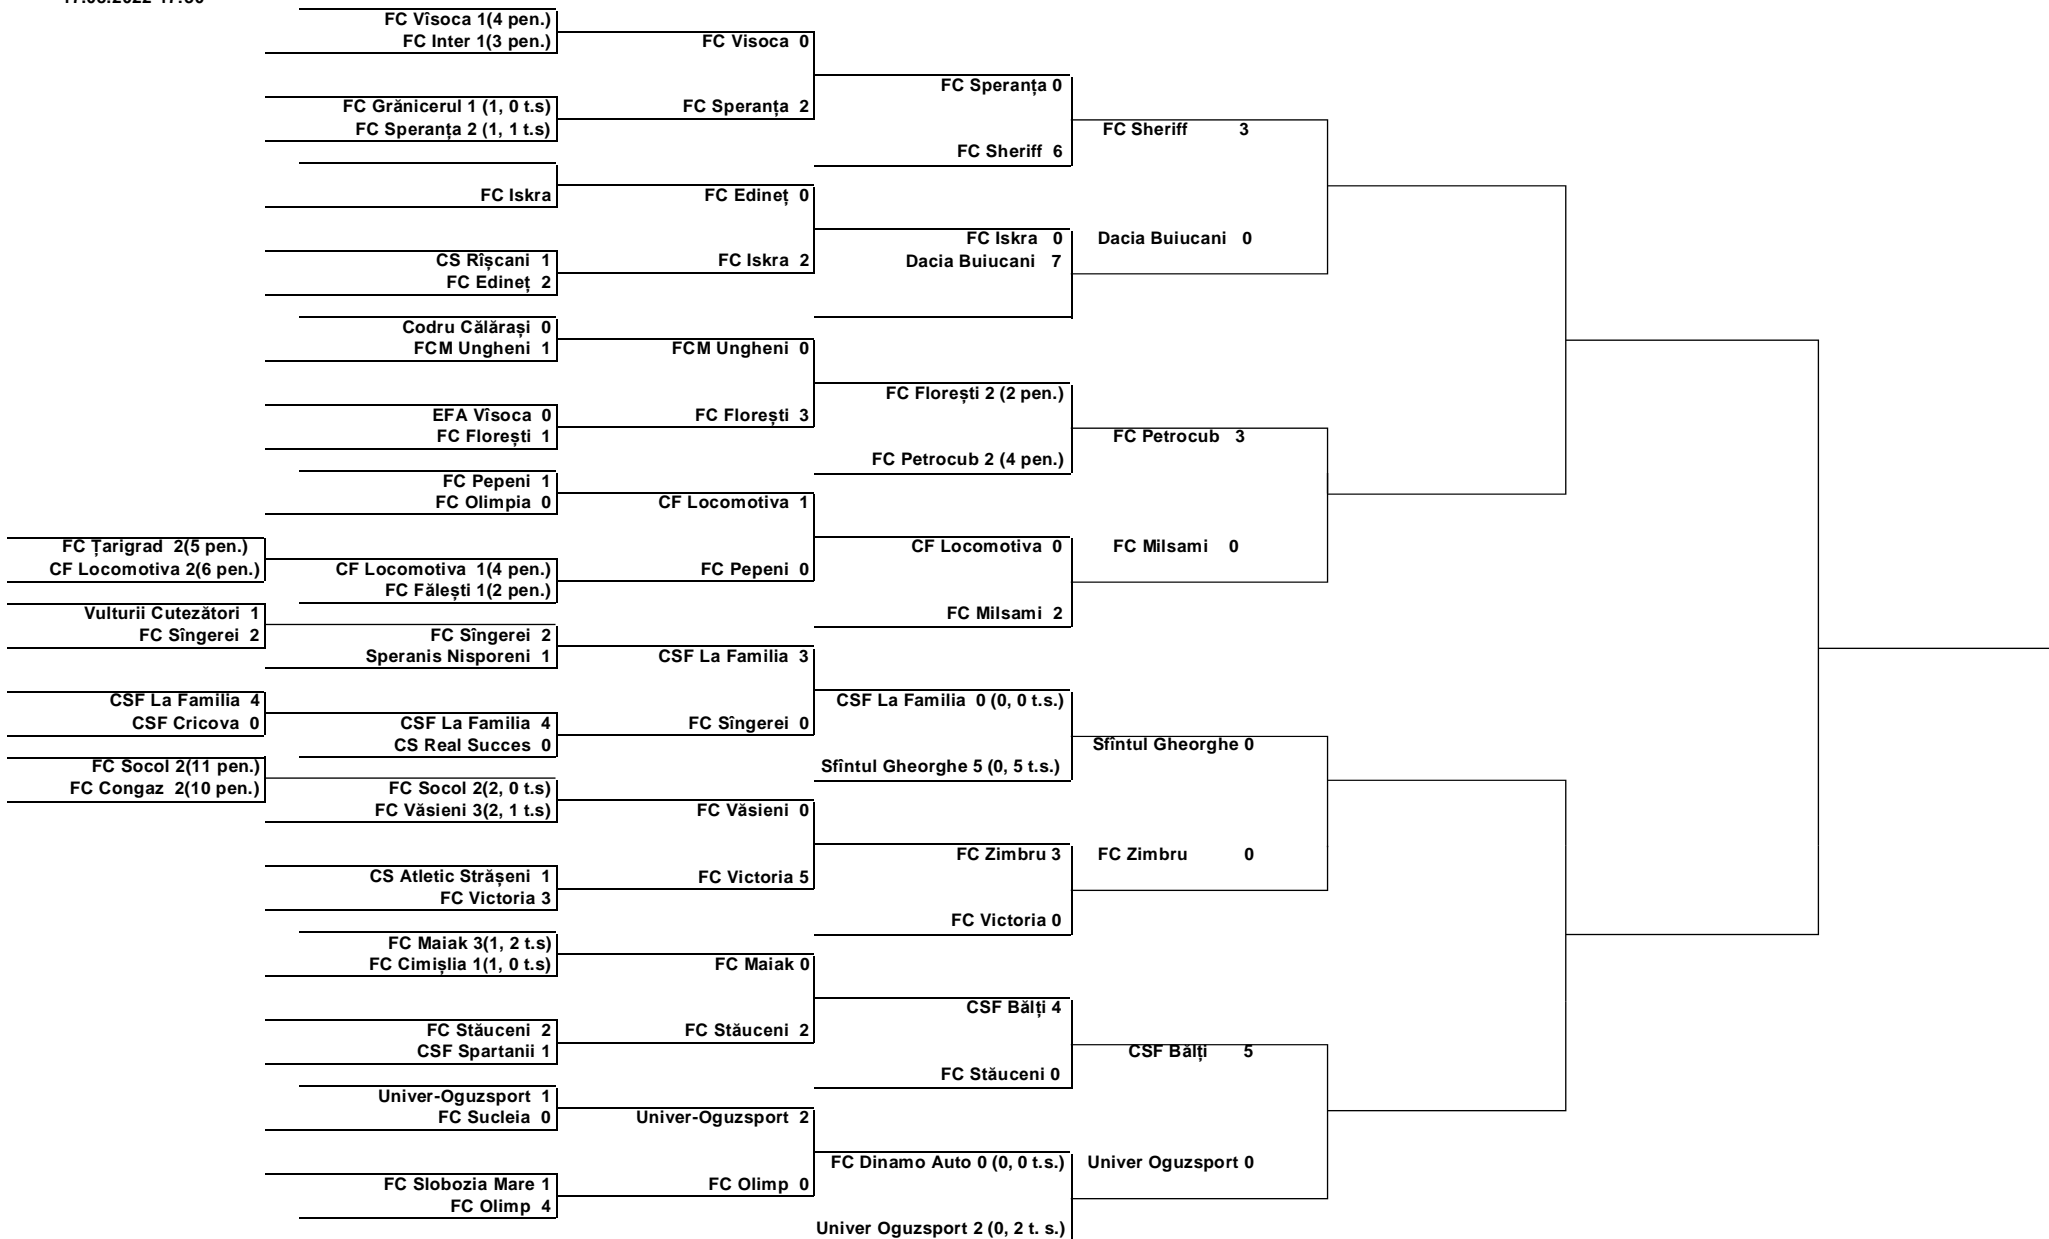 FC Vîsoca 1(4 pen.)
FC Inter 1(3 pen.)
FC Grănicerul 1 (1, 0 t.s)
FC Speranța 2 (1, 1 t.s)
FC Iskra
CS Rîșcani 1
FC Edineț 2
Codru Călărași 0
FCM Ungheni 1
EFA Vîsoca 0
FC Florești 1
FC Pepeni 1
FC Olimpia 0
FC Țarigrad 2(5 pen.)
CF Locomotiva 2(6 pen.)
CF Locomotiva 1(4 pen.)
FC Fălești 1(2 pen.)
Vulturii Cutezători 1
FC Sîngerei 2
FC Sîngerei 2
Speranis Nisporeni 1
CSF La Familia 4
CSF Cricova 0
CSF La Familia 4
CS Real Succes 0
FC Socol 2(11 pen.)
FC Congaz 2(10 pen.)
FC Socol 2(2, 0 t.s)
FC Văsieni 3(2, 1 t.s)
CS Atletic Strășeni 1
FC Victoria 3
FC Maiak 3(1, 2 t.s)
FC Cimișlia 1(1, 0 t.s)
FC Stăuceni 2
CSF Spartanii 1
Univer-Oguzsport 1
FC Sucleia 0
FC Slobozia Mare 1
FC Olimp 4
FC Visoca 0
FC Speranța 2
FC Edineț 0
FC Iskra 2
FCM Ungheni 0
FC Florești 3
CF Locomotiva 1
FC Pepeni 0
CSF La Familia 3
FC Sîngerei 0
FC Văsieni 0
FC Victoria 5
FC Maiak 0
FC Stăuceni 2
Univer-Oguzsport 2
FC Olimp 0
FC Speranța 0
FC Sheriff 6
FC Iskra 0
Dacia Buiucani 7
FC Florești 2 (2 pen.)
FC Petrocub 2 (4 pen.)
CF Locomotiva 0
FC Milsami 2
CSF La Familia 0 (0, 0 t.s.)
Sfîntul Gheorghe 5 (0, 5 t.s.)
FC Zimbru 3
FC Victoria 0
CSF Bălți 4
FC Stăuceni 0
FC Dinamo Auto 0 (0, 0 t.s.)
Univer Oguzsport 2 (0, 2 t. s.)
FC Sheriff 3
Dacia Buiucani 0
FC Petrocub 3
FC Milsami 0
Sfîntul Gheorghe 0
FC Zimbru 0
CSF Bălți 5
Univer Oguzsport 0